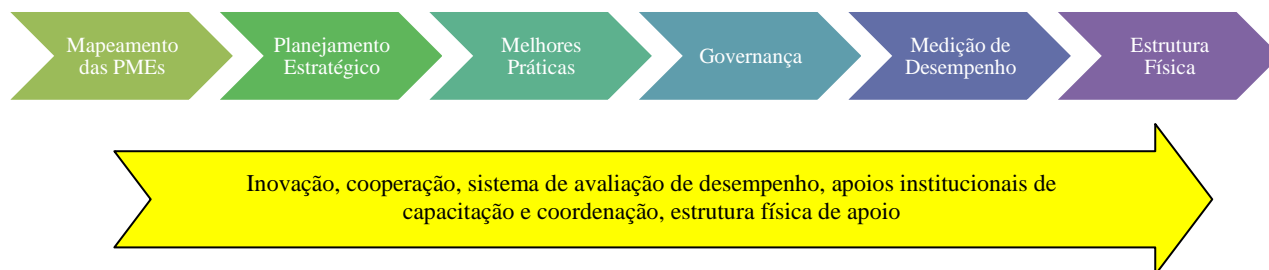 Mapeamento
das PMEs
Planejamento
Estratégico
Melhores
Práticas
Governança
Medição de
Desempenho
Estrutura
Física
Inovação, cooperação, sistema de avaliação de desempenho, apoios institucionais de
capacitação e coordenação, estrutura física de apoio